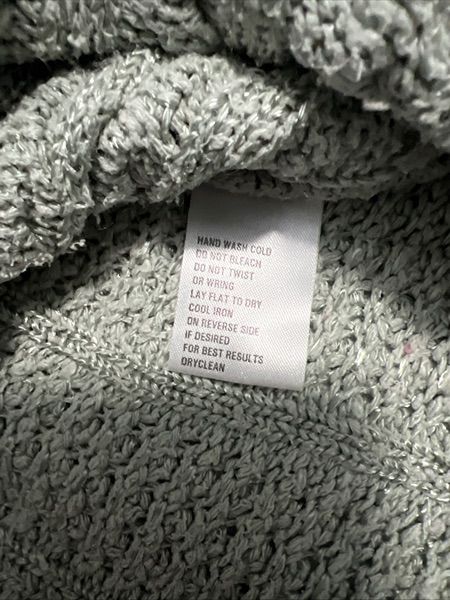 HAND WASH COLD
DO NOT BLEACH
DO NOT TWIST
OR WRING
LAY FLAT TO DRY
COOL IRON
ON REVERSE SIDE
IF DESIRED
FOR BEST RESULTS
DRYCLEAN